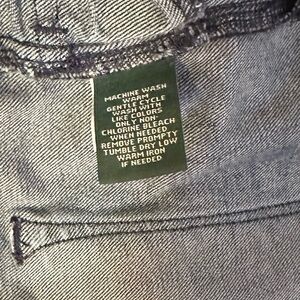 MACHINE WASH
WARM
GENTLE CYCLE
WASH WITH
LIKE COLORS
ONLY NON-
CHLORINE BLEACH
WHEN NEEDED
REMOVE PROMPTY
TUMBLE DRY LOW
WARM IRON
IF NEEDED